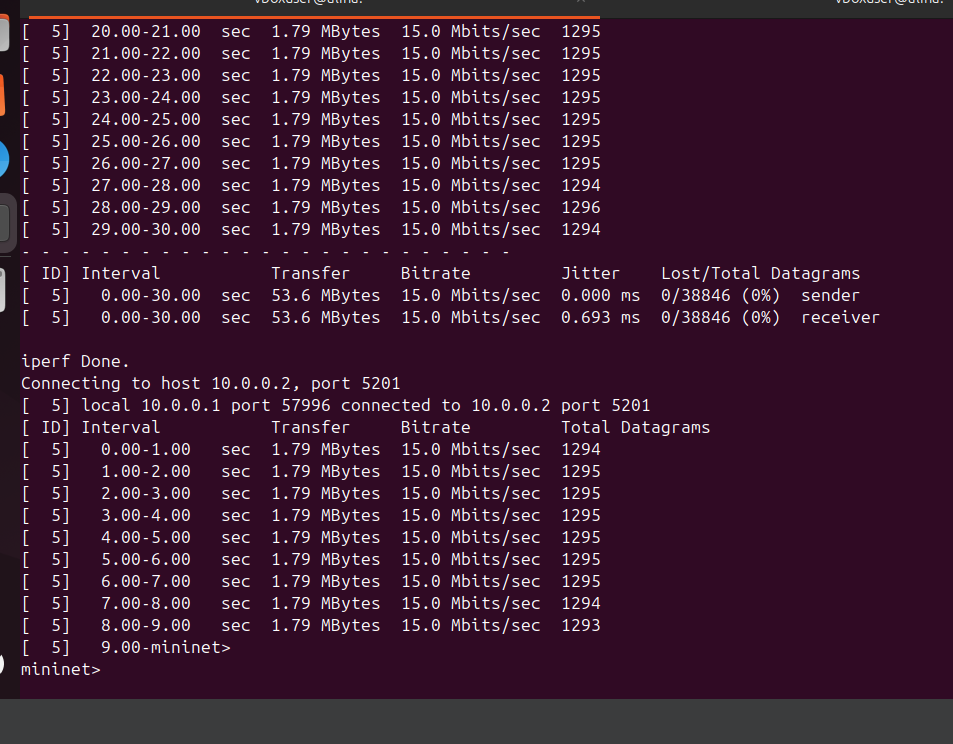 vboxuser@alina:
vboxuser@alina:
[  5]  20.00-21.00  sec  1.79 MBytes  15.0 Mbits/sec  1295
[  5]  21.00-22.00  sec  1.79 MBytes  15.0 Mbits/sec  1295
[  5]  22.00-23.00  sec  1.79 MBytes  15.0 Mbits/sec  1295
[  5]  23.00-24.00  sec  1.79 MBytes  15.0 Mbits/sec  1295
[  5]  24.00-25.00  sec  1.79 MBytes  15.0 Mbits/sec  1295
[  5]  25.00-26.00  sec  1.79 MBytes  15.0 Mbits/sec  1295
[  5]  26.00-27.00  sec  1.79 MBytes  15.0 Mbits/sec  1295
[  5]  27.00-28.00  sec  1.79 MBytes  15.0 Mbits/sec  1294
[  5]  28.00-29.00  sec  1.79 MBytes  15.0 Mbits/sec  1296
[  5]  29.00-30.00  sec  1.79 MBytes  15.0 Mbits/sec  1294
- - - - - - - - - - - - - - - - - - - - - - - - -
[ ID] Interval           Transfer     Bitrate         Jitter    Lost/Total Datagrams
[  5]   0.00-30.00  sec  53.6 MBytes  15.0 Mbits/sec  0.000 ms  0/38846 (0%)  sender
[  5]   0.00-30.00  sec  53.6 MBytes  15.0 Mbits/sec  0.693 ms  0/38846 (0%)  receiver

iperf Done.
Connecting to host 10.0.0.2, port 5201
[  5] local 10.0.0.1 port 57996 connected to 10.0.0.2 port 5201
[ ID] Interval           Transfer     Bitrate         Total Datagrams
[  5]   0.00-1.00   sec  1.79 MBytes  15.0 Mbits/sec  1294
[  5]   1.00-2.00   sec  1.79 MBytes  15.0 Mbits/sec  1295
[  5]   2.00-3.00   sec  1.79 MBytes  15.0 Mbits/sec  1295
[  5]   3.00-4.00   sec  1.79 MBytes  15.0 Mbits/sec  1295
[  5]   4.00-5.00   sec  1.79 MBytes  15.0 Mbits/sec  1295
[  5]   5.00-6.00   sec  1.79 MBytes  15.0 Mbits/sec  1295
[  5]   6.00-7.00   sec  1.79 MBytes  15.0 Mbits/sec  1295
[  5]   7.00-8.00   sec  1.79 MBytes  15.0 Mbits/sec  1294
[  5]   8.00-9.00   sec  1.79 MBytes  15.0 Mbits/sec  1293
[  5]   9.00-mininet>
mininet>